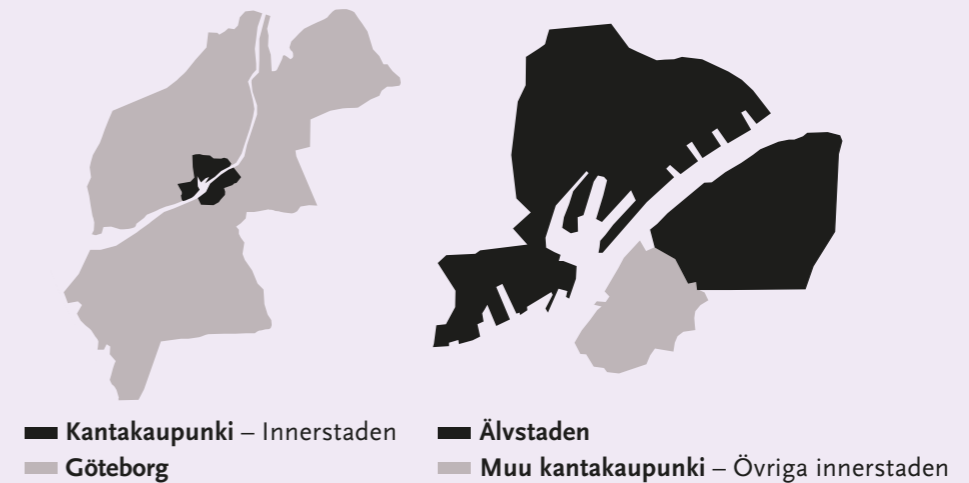 Kantakaupunki – Innerstaden
Göteborg
Älvstaden
Muu kantakaupunki – Övriga innerstaden